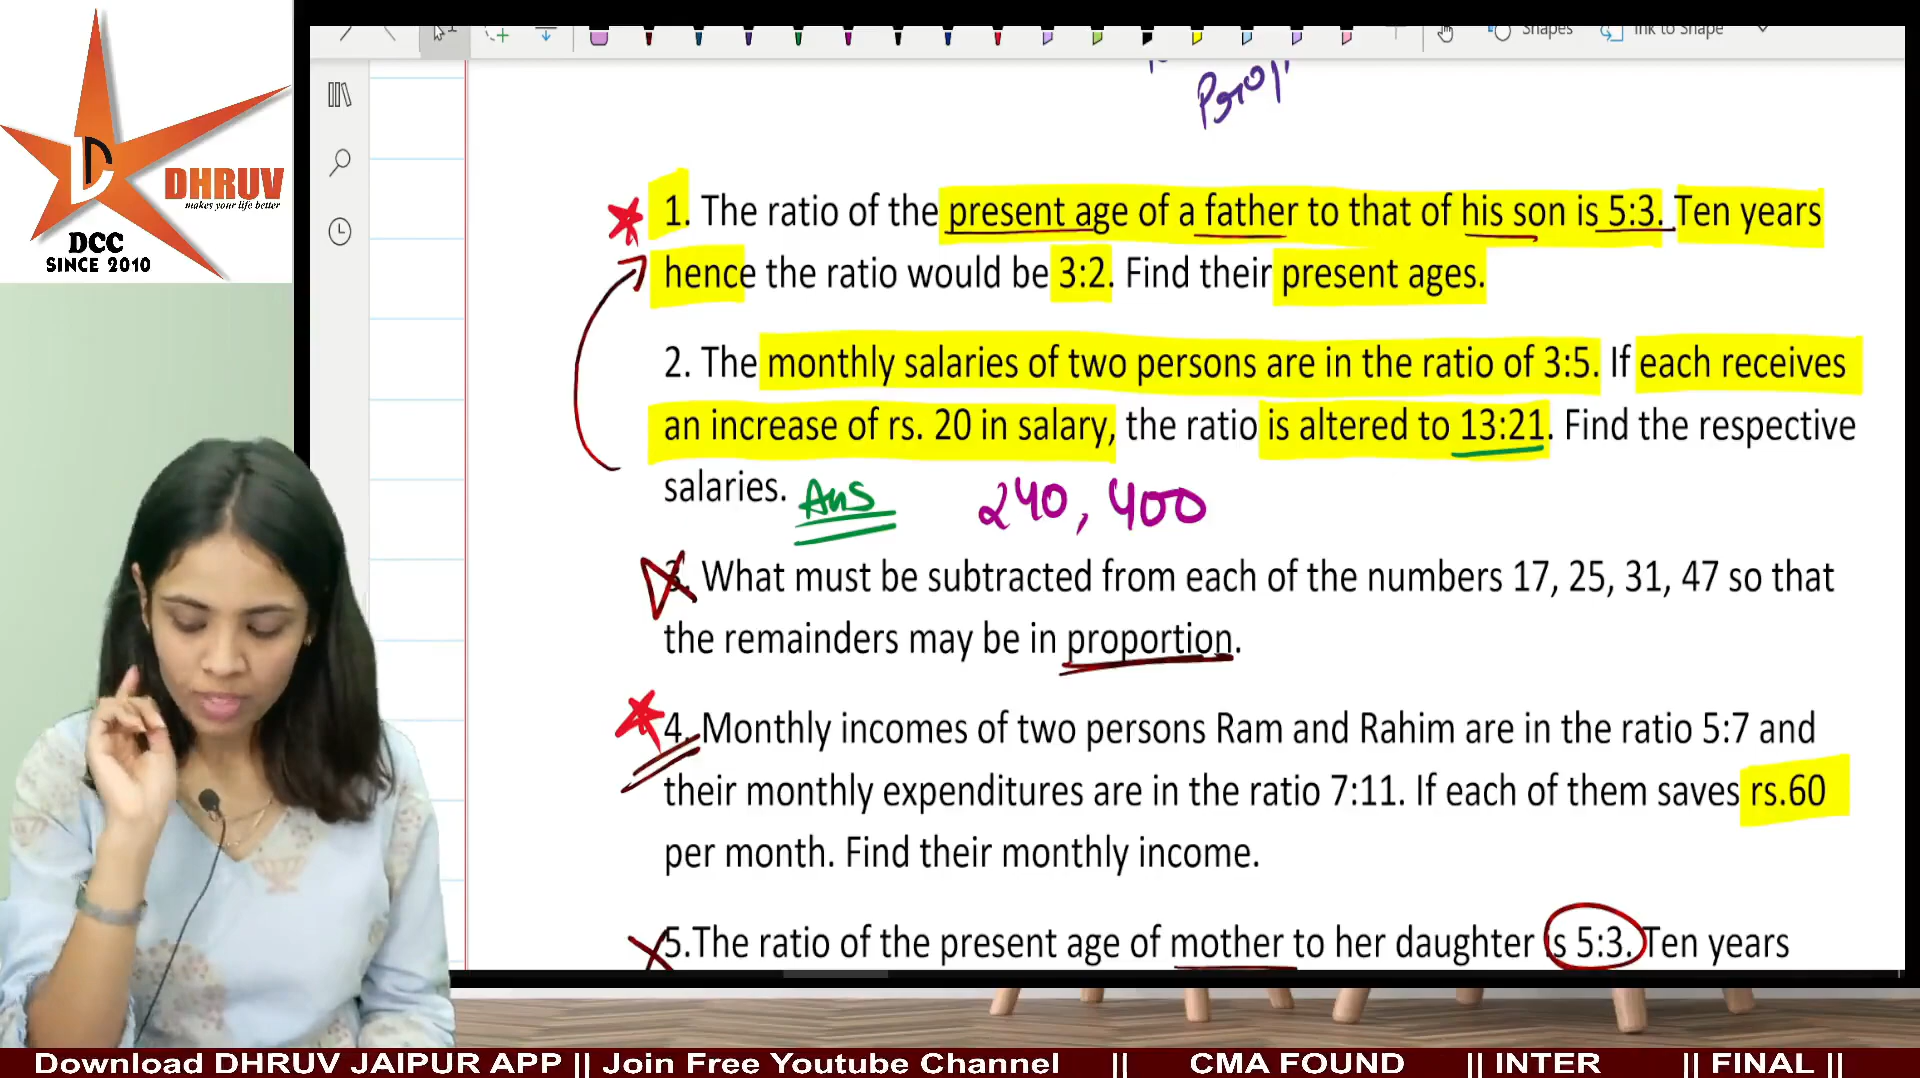 DHRUV
makes your life better
DCC
SINCE 2010
Shapes
Ink to Shape
1. The ratio of the present age of a father to that of his son is 5:3. Ten years
hence the ratio would be 3:2. Find their present ages.
2. The monthly salaries of two persons are in the ratio of 3:5. If each receives
an increase of rs. 20 in salary, the ratio is altered to 13:21. Find the respective
salaries. Ans 240, 400
3. What must be subtracted from each of the numbers 17, 25, 31, 47 so that
the remainders may be in proportion.
4. Monthly incomes of two persons Ram and Rahim are in the ratio 5:7 and
their monthly expenditures are in the ratio 7:11. If each of them saves rs.60
per month. Find their monthly income.
5.The ratio of the present age of mother to her daughter is 5:3. Ten years
Download DHRUV JAIPUR APP || Join Free Youtube Channel || CMA FOUND || INTER || FINAL ||